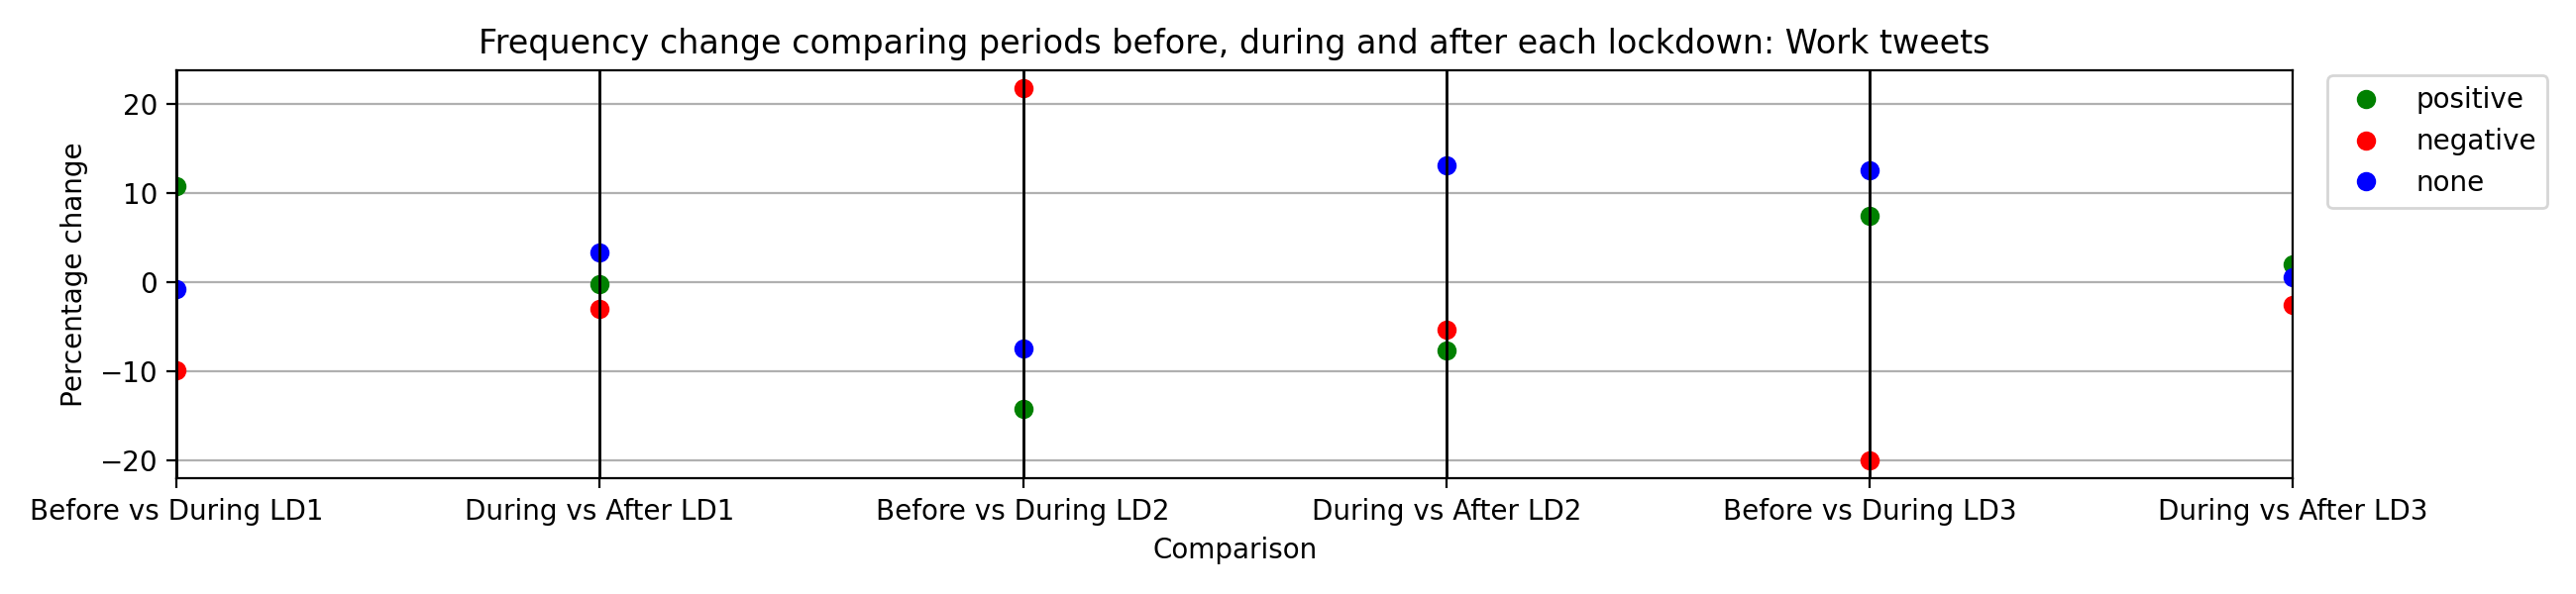 Frequency change comparing periods before, during and after each lockdown: Work tweets
20
10
0
−10
−20
Percentage change
Before vs During LD1
During vs After LD1
Before vs During LD2
During vs After LD2
Before vs During LD3
During vs After LD3
Comparison
positive
negative
none